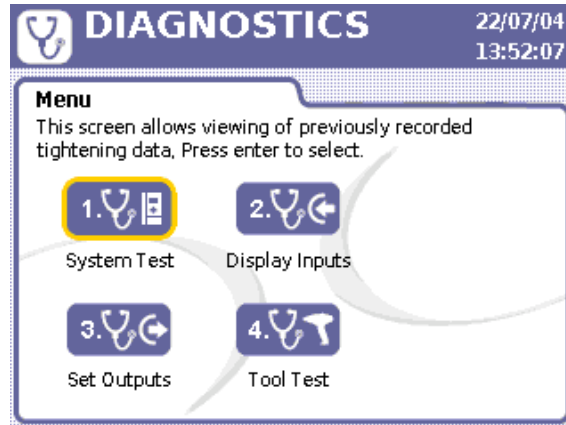 DIAGNOSTICS
22/07/04
13:52:07
Menu
This screen allows viewing of previously recorded
tightening data, Press enter to select.
1.
2.
System Test
Display Inputs
3.
4.
Set Outputs
Tool Test